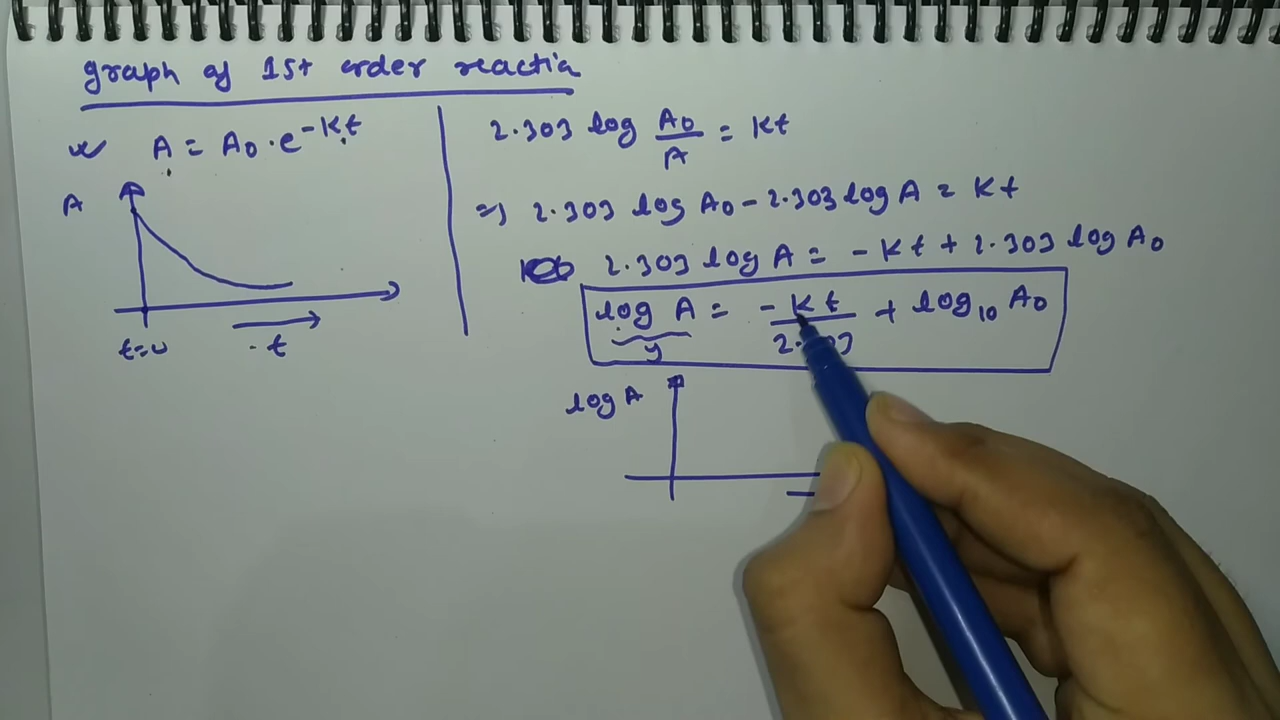 graph of 1st order reactio
A = A₀ · e^-Kt
A
t=0
t
2.303 log A₀/A = Kt
=> 2.303 log A₀ - 2.303 log A = Kt
2.303 log A = - Kt + 2.303 log A₀
log A = -Kt/2.303 + log₁₀ A₀
y
log A